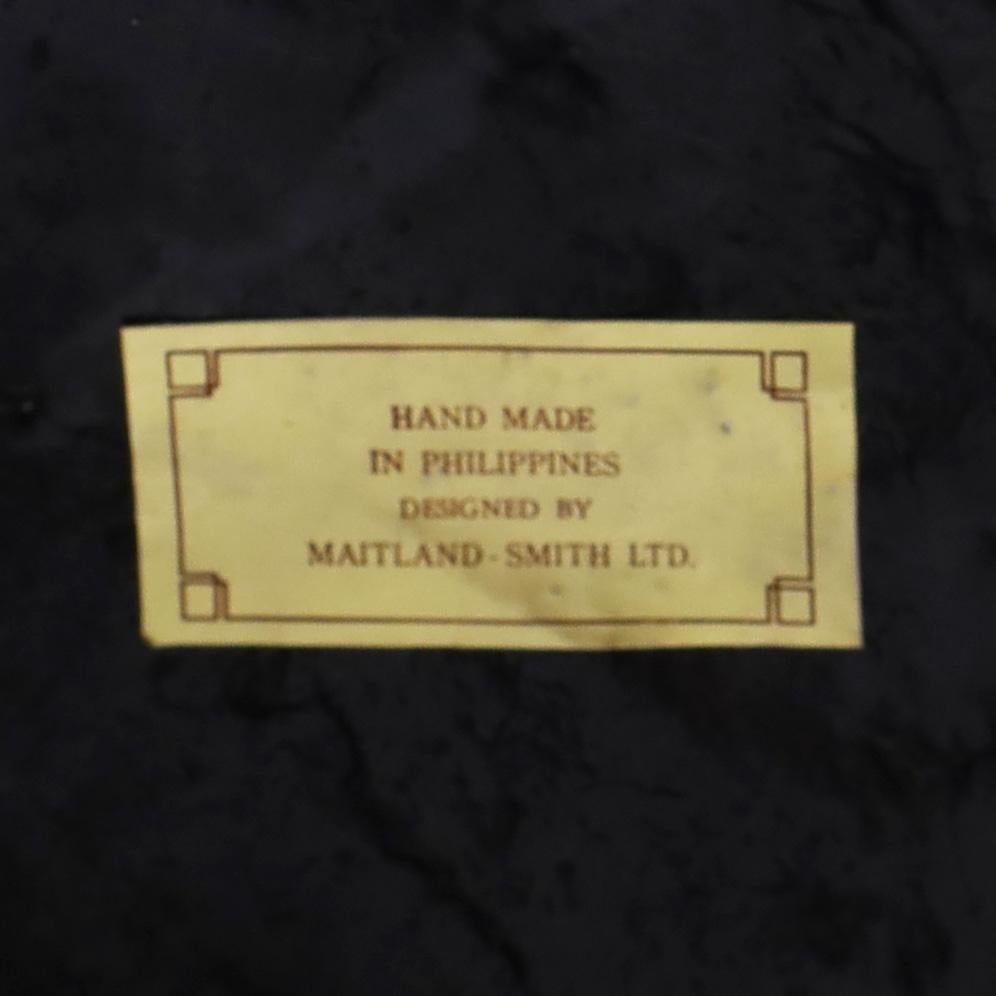 HAND MADE
IN PHILIPPINES
DESIGNED BY
MAITLAND-SMITH LTD.